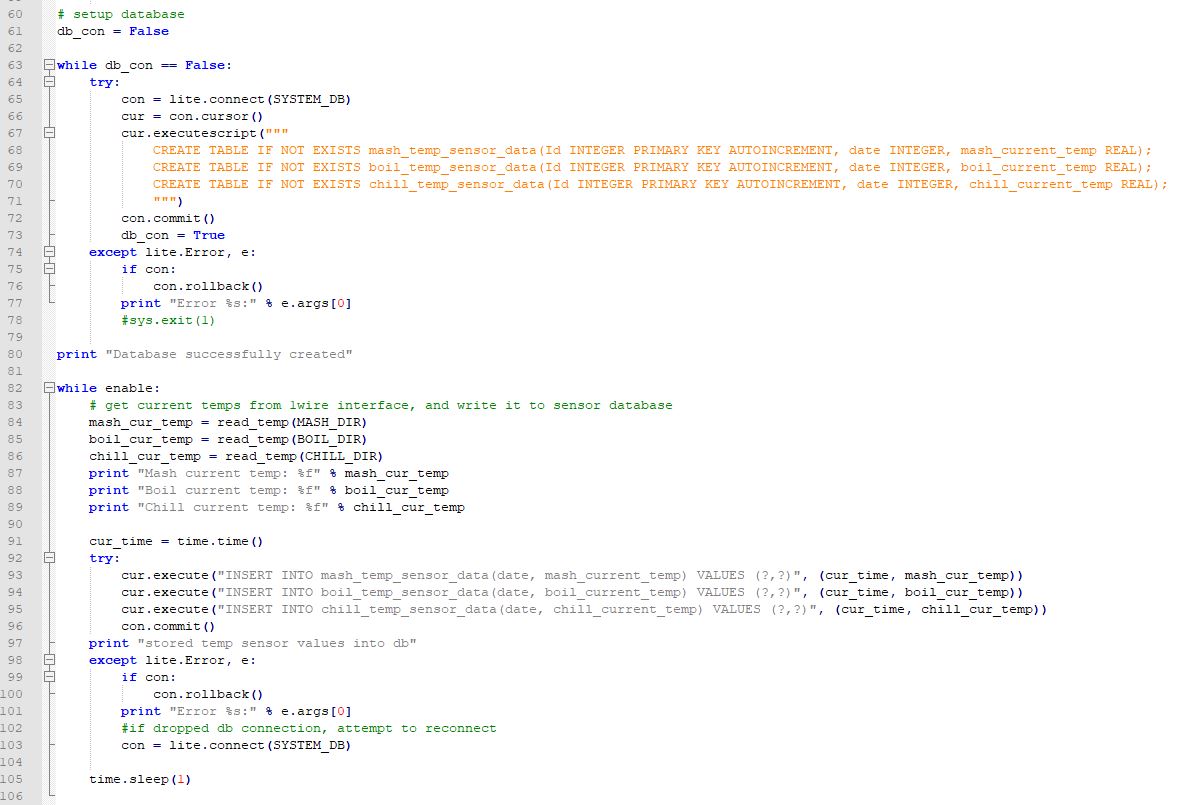 60 # setup database
61 db_con = False
62
63 while db_con == False:
64     try:
65         con = lite.connect(SYSTEM_DB)
66         cur = con.cursor()
67         cur.executescript("""
68             CREATE TABLE IF NOT EXISTS mash_temp_sensor_data(Id INTEGER PRIMARY KEY AUTOINCREMENT, date INTEGER, mash_current_temp REAL);
69             CREATE TABLE IF NOT EXISTS boil_temp_sensor_data(Id INTEGER PRIMARY KEY AUTOINCREMENT, date INTEGER, boil_current_temp REAL);
70             CREATE TABLE IF NOT EXISTS chill_temp_sensor_data(Id INTEGER PRIMARY KEY AUTOINCREMENT, date INTEGER, chill_current_temp REAL);
71             """)
72         con.commit()
73         db_con = True
74     except lite.Error, e:
75         if con:
76             con.rollback()
77         print "Error %s:" % e.args[0]
78         #sys.exit(1)
79
80 print "Database successfully created"
81
82 while enable:
83     # get current temps from 1wire interface, and write it to sensor database
84     mash_cur_temp = read_temp(MASH_DIR)
85     boil_cur_temp = read_temp(BOIL_DIR)
86     chill_cur_temp = read_temp(CHILL_DIR)
87     print "Mash current temp: %f" % mash_cur_temp
88     print "Boil current temp: %f" % boil_cur_temp
89     print "Chill current temp: %f" % chill_cur_temp
90
91     cur_time = time.time()
92     try:
93         cur.execute("INSERT INTO mash_temp_sensor_data(date, mash_current_temp) VALUES (?,?)", (cur_time, mash_cur_temp))
94         cur.execute("INSERT INTO boil_temp_sensor_data(date, boil_current_temp) VALUES (?,?)", (cur_time, boil_cur_temp))
95         cur.execute("INSERT INTO chill_temp_sensor_data(date, chill_current_temp) VALUES (?,?)", (cur_time, chill_cur_temp))
96         con.commit()
97     print "stored temp sensor values into db"
98     except lite.Error, e:
99         if con:
100             con.rollback()
101         print "Error %s:" % e.args[0]
102         #if dropped db connection, attempt to reconnect
103         con = lite.connect(SYSTEM_DB)
104
105     time.sleep(1)
106